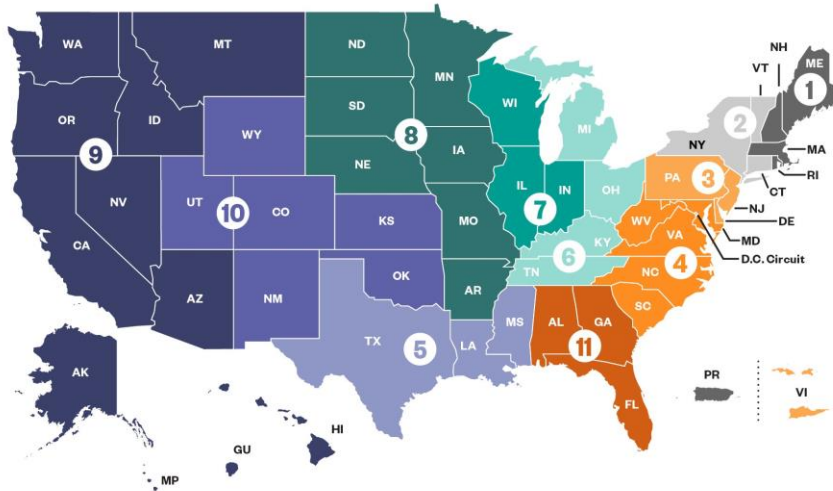 WA
MT
ND
MN
OR
ID
SD
WI
MI
NH
ME
VT
1
2
NY
MA
RI
CT
9
WY
8
IA
NE
PA
3
NV
UT
10
CO
IL
IN
OH
7
NJ
DE
MD
D.C. Circuit
CA
KS
MO
KY
WV
VA
6
4
AZ
NM
OK
AR
TN
NC
SC
TX
5
LA
MS
AL
GA
11
FL
PR
VI
AK
HI
GU
MP